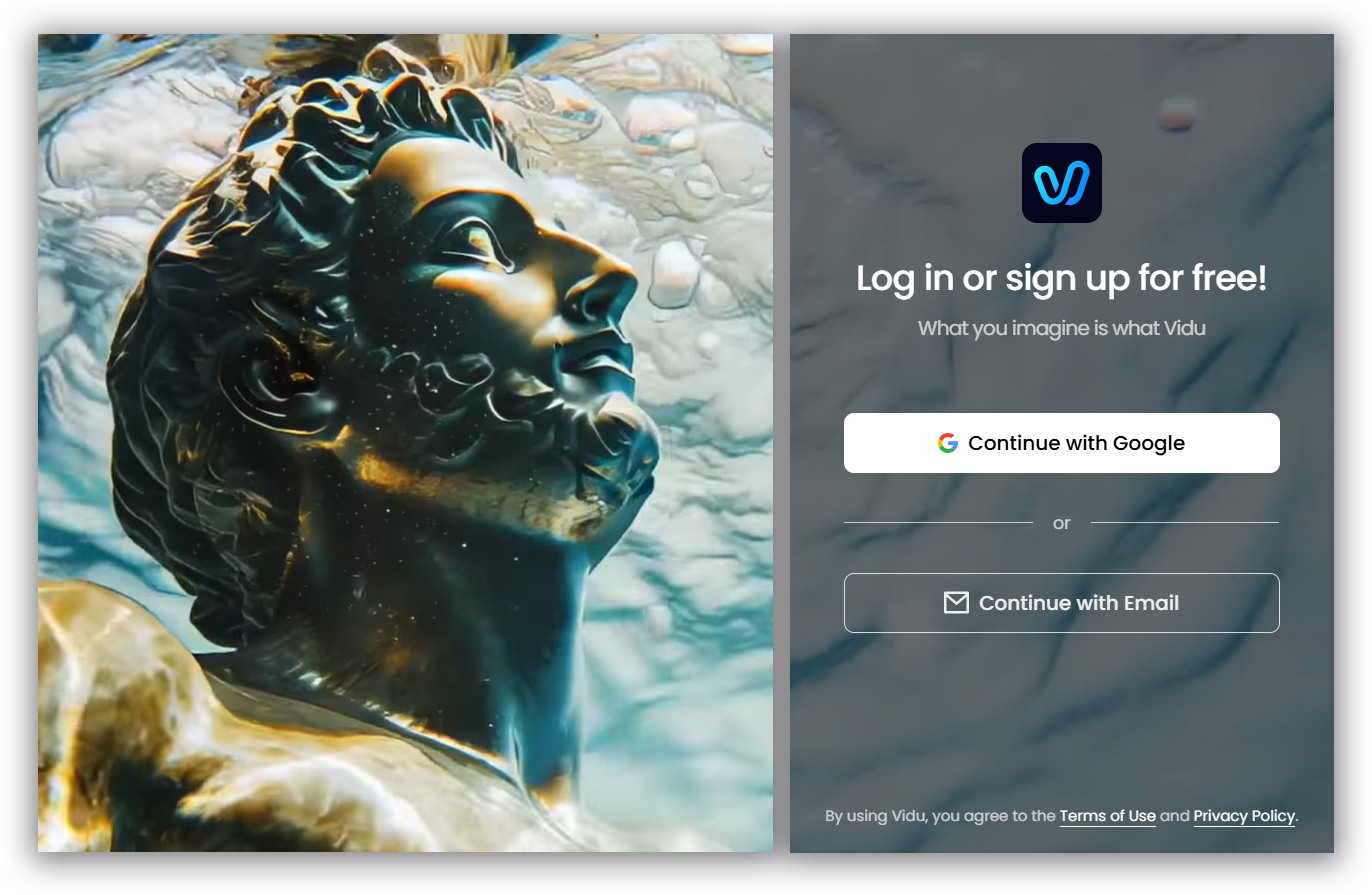 Log in or sign up for free!
What you imagine is what Vidu
Continue with Google
or
Continue with Email
By using Vidu, you agree to the Terms of Use and Privacy Policy.